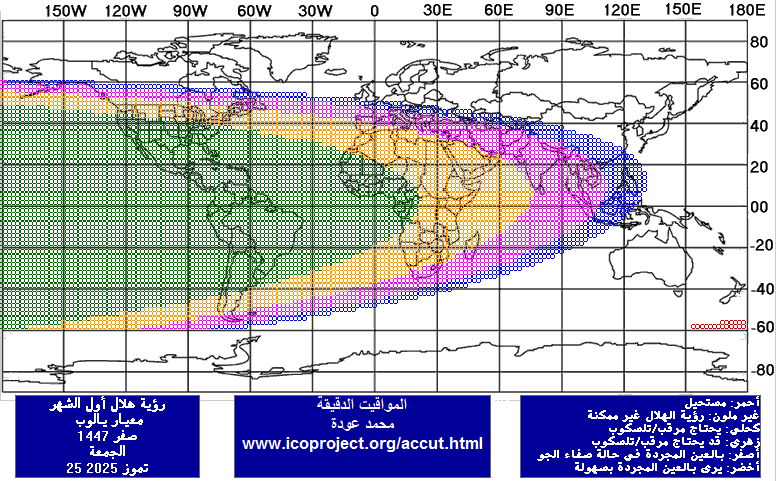 150W 120W 90W 60W 30W 0 30E 60E 90E 120E 150E 180E
80
60
40
20
00
-20
-40
-60
-80
رؤية هلال أول الشهر
معيار يالوب
صفر 1447
الجمعة
25 تموز 2025
المواقيت الدقيقة
محمد عودة
www.icoproject.org/accut.html
أحمر: مستحيل
غير ملون: رؤية الهلال غير ممكنة
كحلي: يحتاج مرقب/تلسكوب
زهري: قد يحتاج مرقب/تلسكوب
أصفر: بالعين المجردة في حالة صفاء الجو
أخضر: يرى بالعين المجردة بسهولة